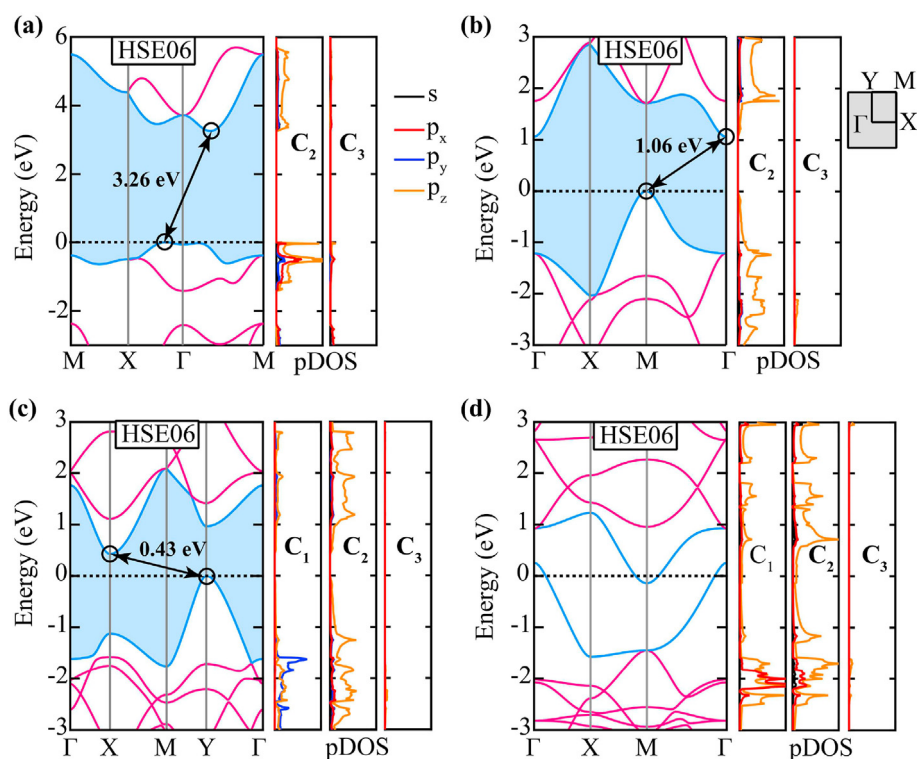 (a)
HSE06
6
4
2
0
-2
Energy (eV)
3.26 eV
M X Γ M
C2
C3
pDOS
s
px
py
pz
(b)
HSE06
3
2
1
0
-1
-2
-3
Energy (eV)
1.06 eV
Γ X M Γ
C2
C3
pDOS
Y M
Γ X
(c)
HSE06
3
2
1
0
-1
-2
-3
Energy (eV)
0.43 eV
Γ X M Y Γ
C1
C2
C3
pDOS
(d)
HSE06
3
2
1
0
-1
-2
-3
Energy (eV)
Γ X M Γ
C1
C2
C3
pDOS